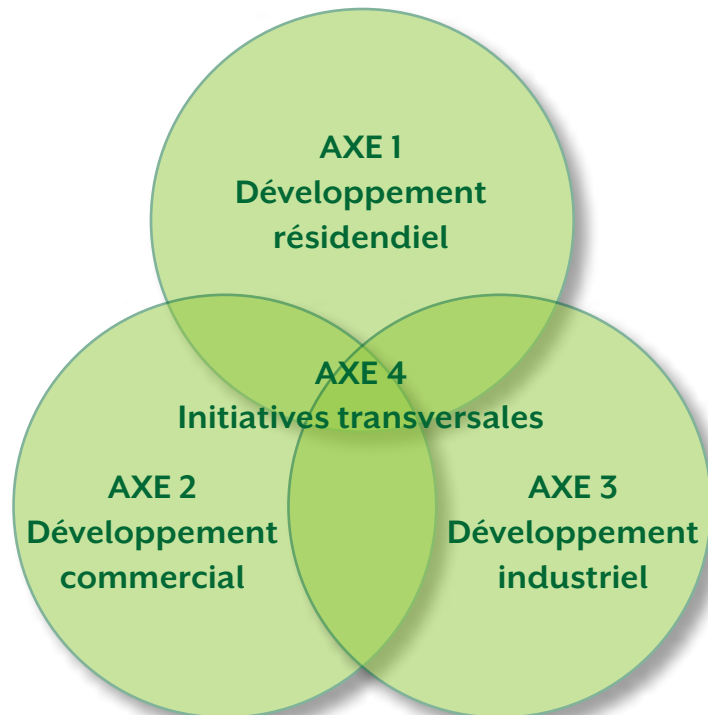 AXE 1
Développement
résidendiel
AXE 4
Initiatives transversales
AXE 2
Développement
commercial
AXE 3
Développement
industriel